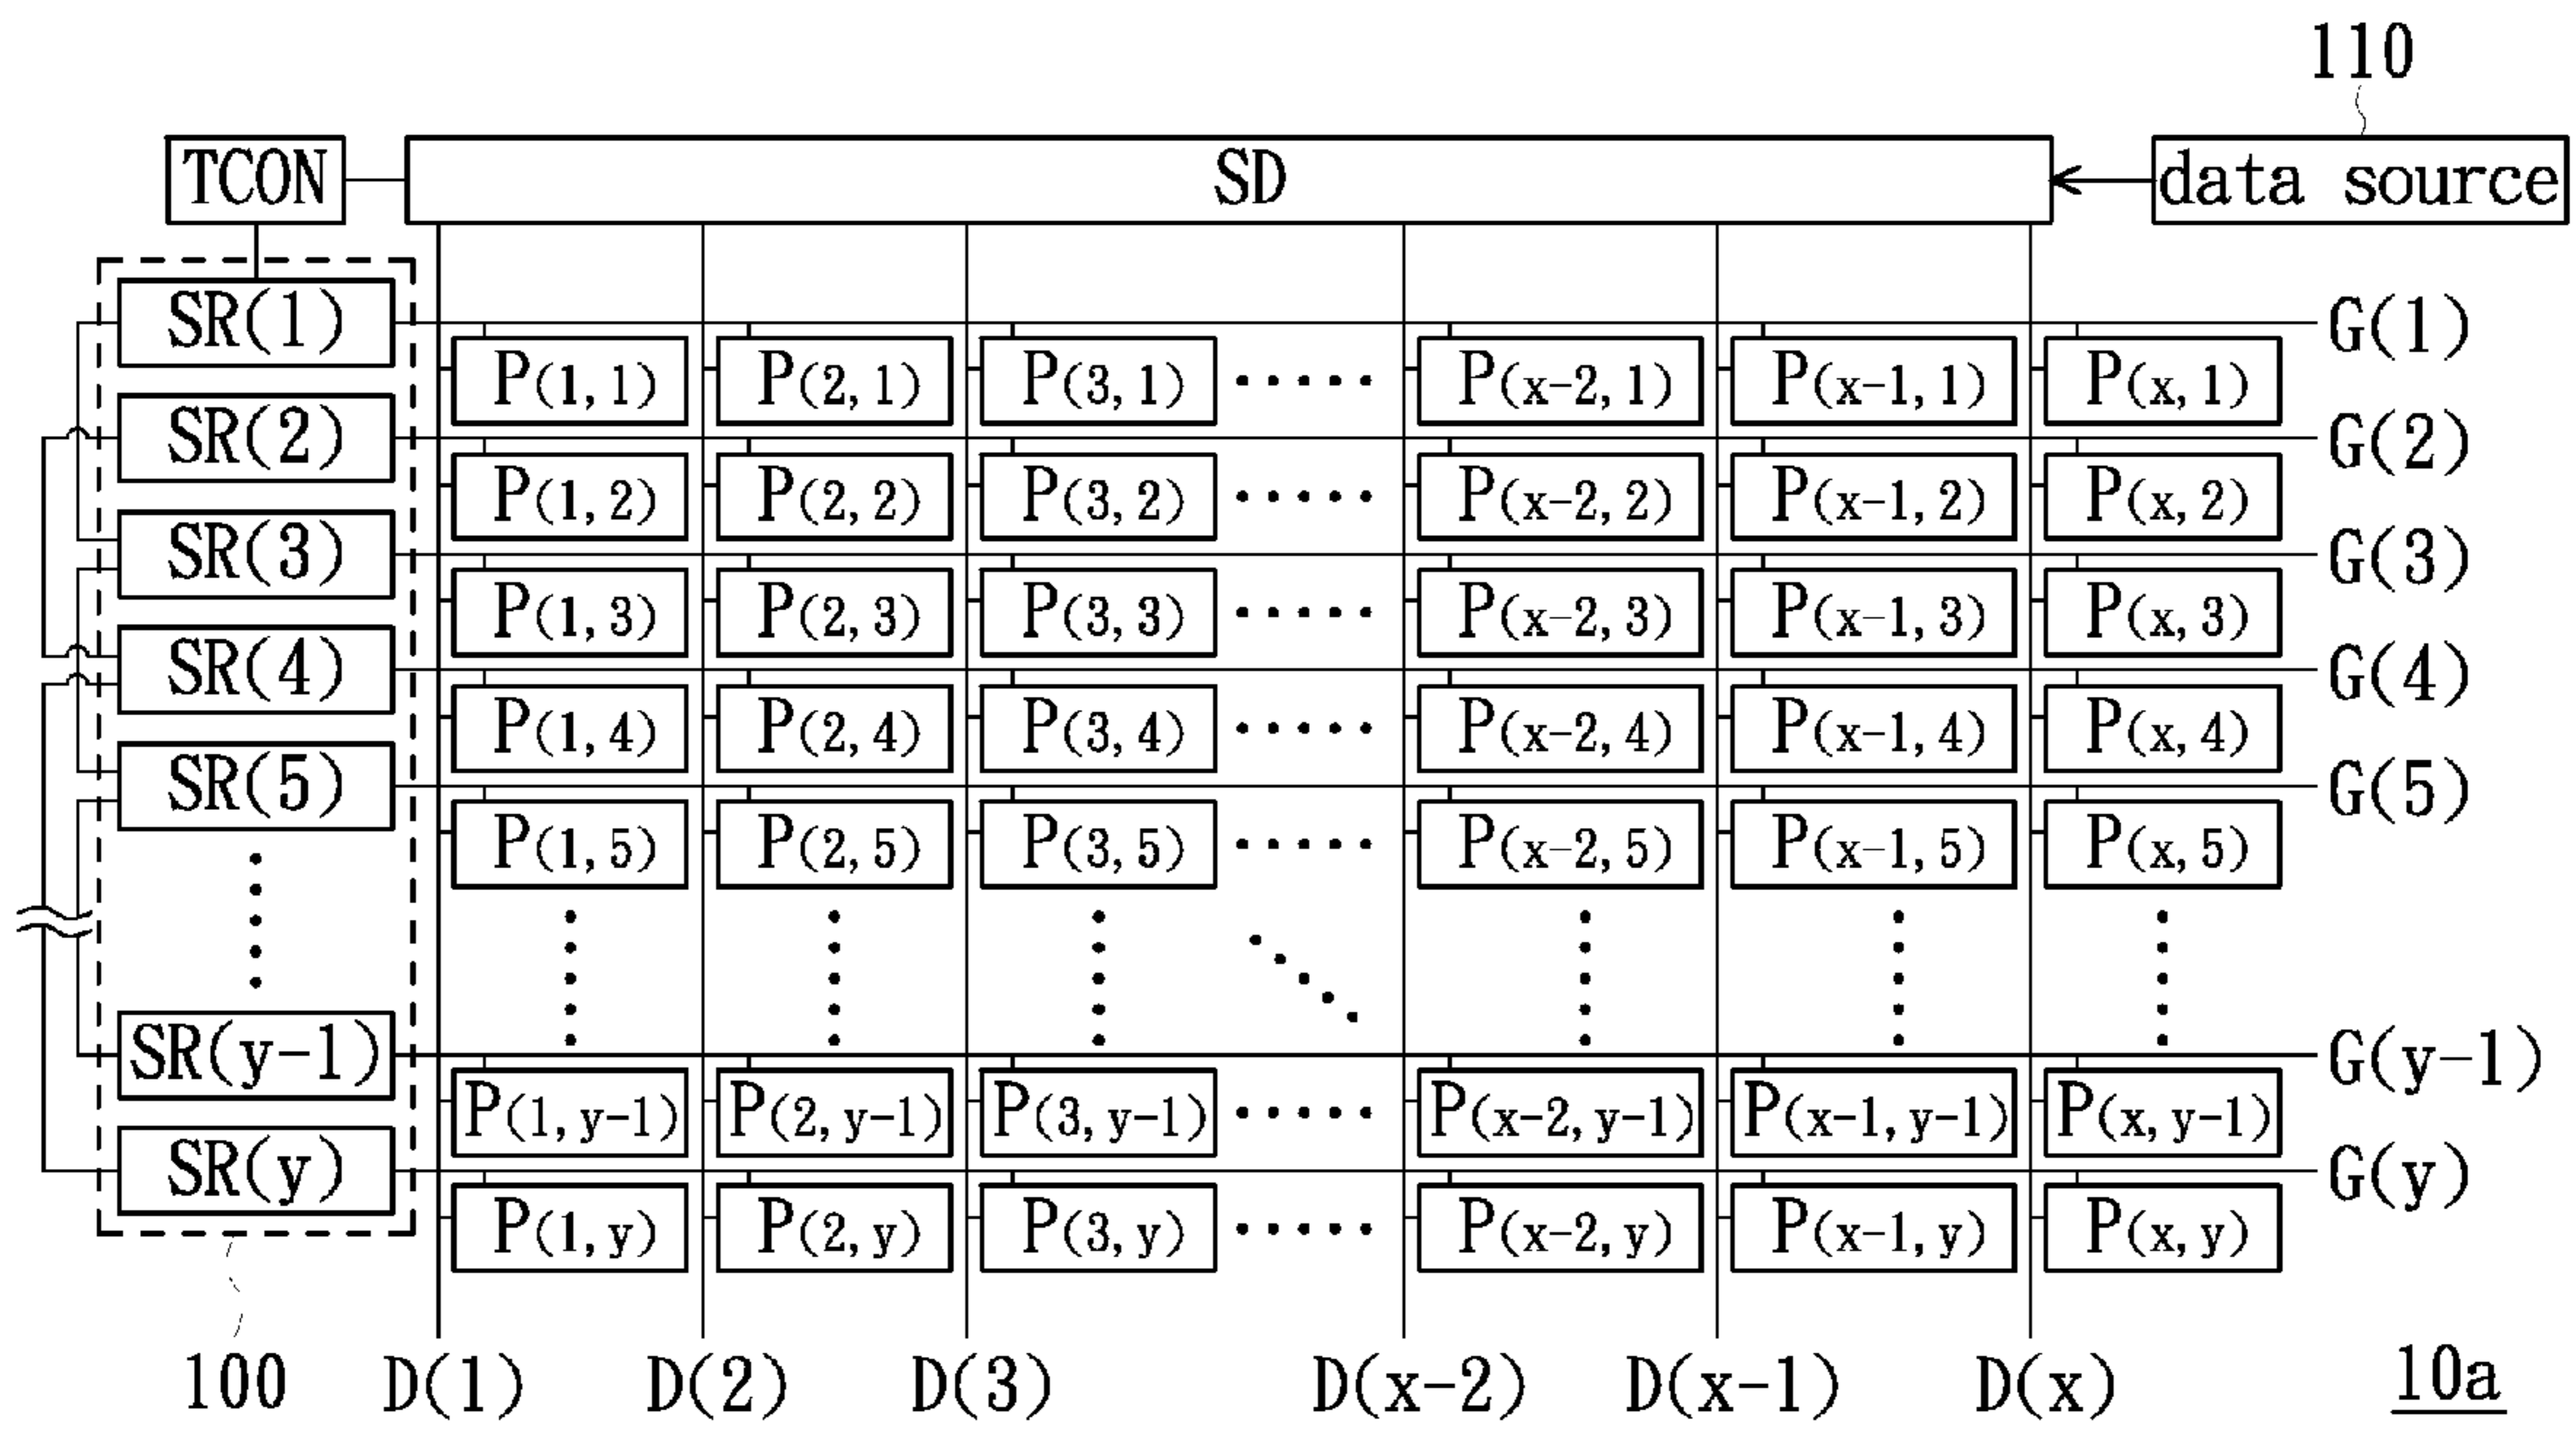 110
TCON SD data source
SR(1) G(1)
P(1,1) P(2,1) P(3,1) ····· P(x-2,1) P(x-1,1) P(x,1)
SR(2) G(2)
P(1,2) P(2,2) P(3,2) ····· P(x-2,2) P(x-1,2) P(x,2)
SR(3) G(3)
P(1,3) P(2,3) P(3,3) ····· P(x-2,3) P(x-1,3) P(x,3)
SR(4) G(4)
P(1,4) P(2,4) P(3,4) ····· P(x-2,4) P(x-1,4) P(x,4)
SR(5) G(5)
P(1,5) P(2,5) P(3,5) ····· P(x-2,5) P(x-1,5) P(x,5)
SR(y-1) G(y-1)
P(1,y-1) P(2,y-1) P(3,y-1) ····· P(x-2,y-1) P(x-1,y-1) P(x,y-1)
SR(y) G(y)
P(1,y) P(2,y) P(3,y) ····· P(x-2,y) P(x-1,y) P(x,y)
100 D(1) D(2) D(3) D(x-2) D(x-1) D(x) 10a